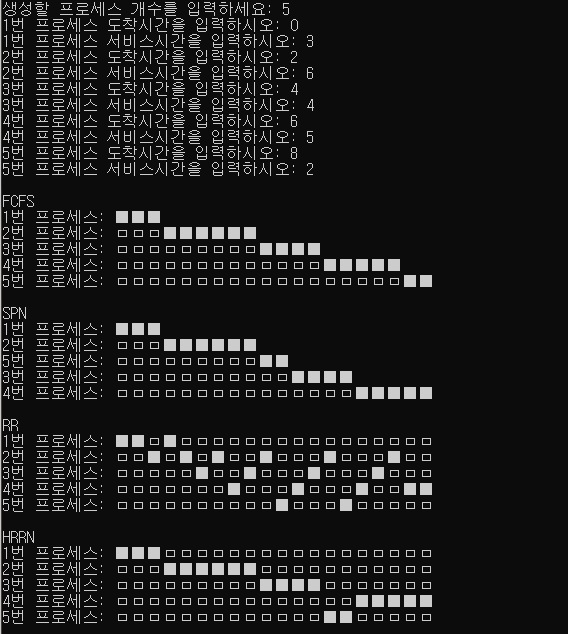 생성할 프로세스 개수를 입력하세요: 5
1번 프로세스 도착시간을 입력하시오: 0
1번 프로세스 서비스시간을 입력하시오: 3
2번 프로세스 도착시간을 입력하시오: 2
2번 프로세스 서비스시간을 입력하시오: 6
3번 프로세스 도착시간을 입력하시오: 4
3번 프로세스 서비스시간을 입력하시오: 4
4번 프로세스 도착시간을 입력하시오: 6
4번 프로세스 서비스시간을 입력하시오: 5
5번 프로세스 도착시간을 입력하시오: 8
5번 프로세스 서비스시간을 입력하시오: 2
FCFS
1번 프로세스: ■■■
2번 프로세스: □□□■■■■■■
3번 프로세스: □□□□□□□□□■■■■
4번 프로세스: □□□□□□□□□□□□□■■■■■
5번 프로세스: □□□□□□□□□□□□□□□□□□■■
SPN
1번 프로세스: ■■■
2번 프로세스: □□□■■■■■■
5번 프로세스: □□□□□□□□□■■
3번 프로세스: □□□□□□□□□□□■■■■
4번 프로세스: □□□□□□□□□□□□□□□■■■■■
RR
1번 프로세스: ■■□■□□□□□□□□□□□□□□□□
2번 프로세스: □□■□■□■□□■□□□■□□□■□□
3번 프로세스: □□□□□■□□■□□□■□□□■□□□
4번 프로세스: □□□□□□□■□□□■□□□■□□■■
5번 프로세스: □□□□□□□□□□■□□□■□□□□□
HRRN
1번 프로세스: ■■■□□□□□□□□□□□□□□□□□
2번 프로세스: □□□■■■■■■□□□□□□□□□□□
3번 프로세스: □□□□□□□□□■■■■□□□□□□□
4번 프로세스: □□□□□□□□□□□□□□□■■■■■
5번 프로세스: □□□□□□□□□□□□□■■□□□□□